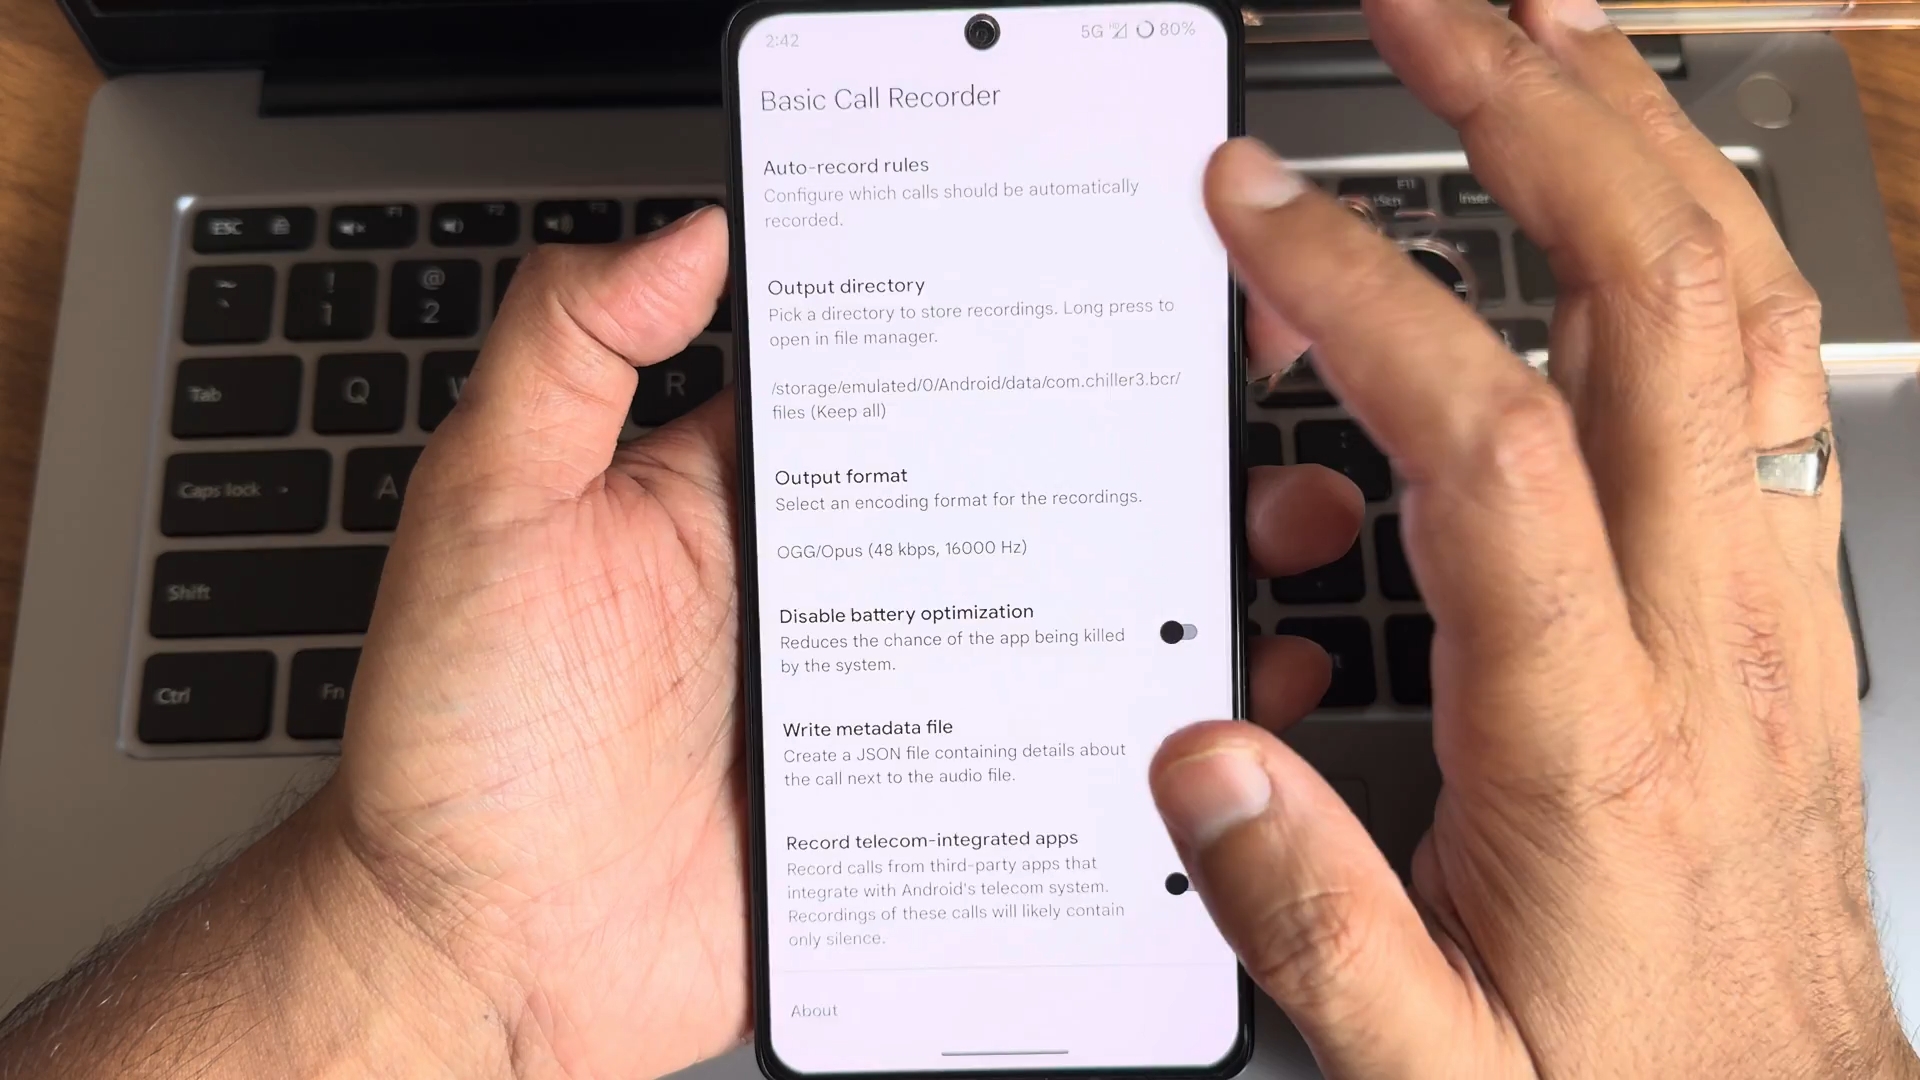 2:42
5G 80%
Basic Call Recorder
Auto-record rules
Configure which calls should be automatically
recorded.
Output directory
Pick a directory to store recordings. Long press to
open in file manager.
/storage/emulated/0/Android/data/com.chiller3.bcr/
files (Keep all)
Output format
Select an encoding format for the recordings.
OGG/Opus (48 kbps, 16000 Hz)
Disable battery optimization
Reduces the chance of the app being killed
by the system.
Write metadata file
Create a JSON file containing details about
the call next to the audio file.
Record telecom-integrated apps
Record calls from third-party apps that
integrate with Android's telecom system.
Recordings of these calls will likely contain
only silence.
About
ESC F1 F2
~ ! @
1 2
Tab Q W R
Caps lock A
Shift
Ctrl Fn
F11
Inser